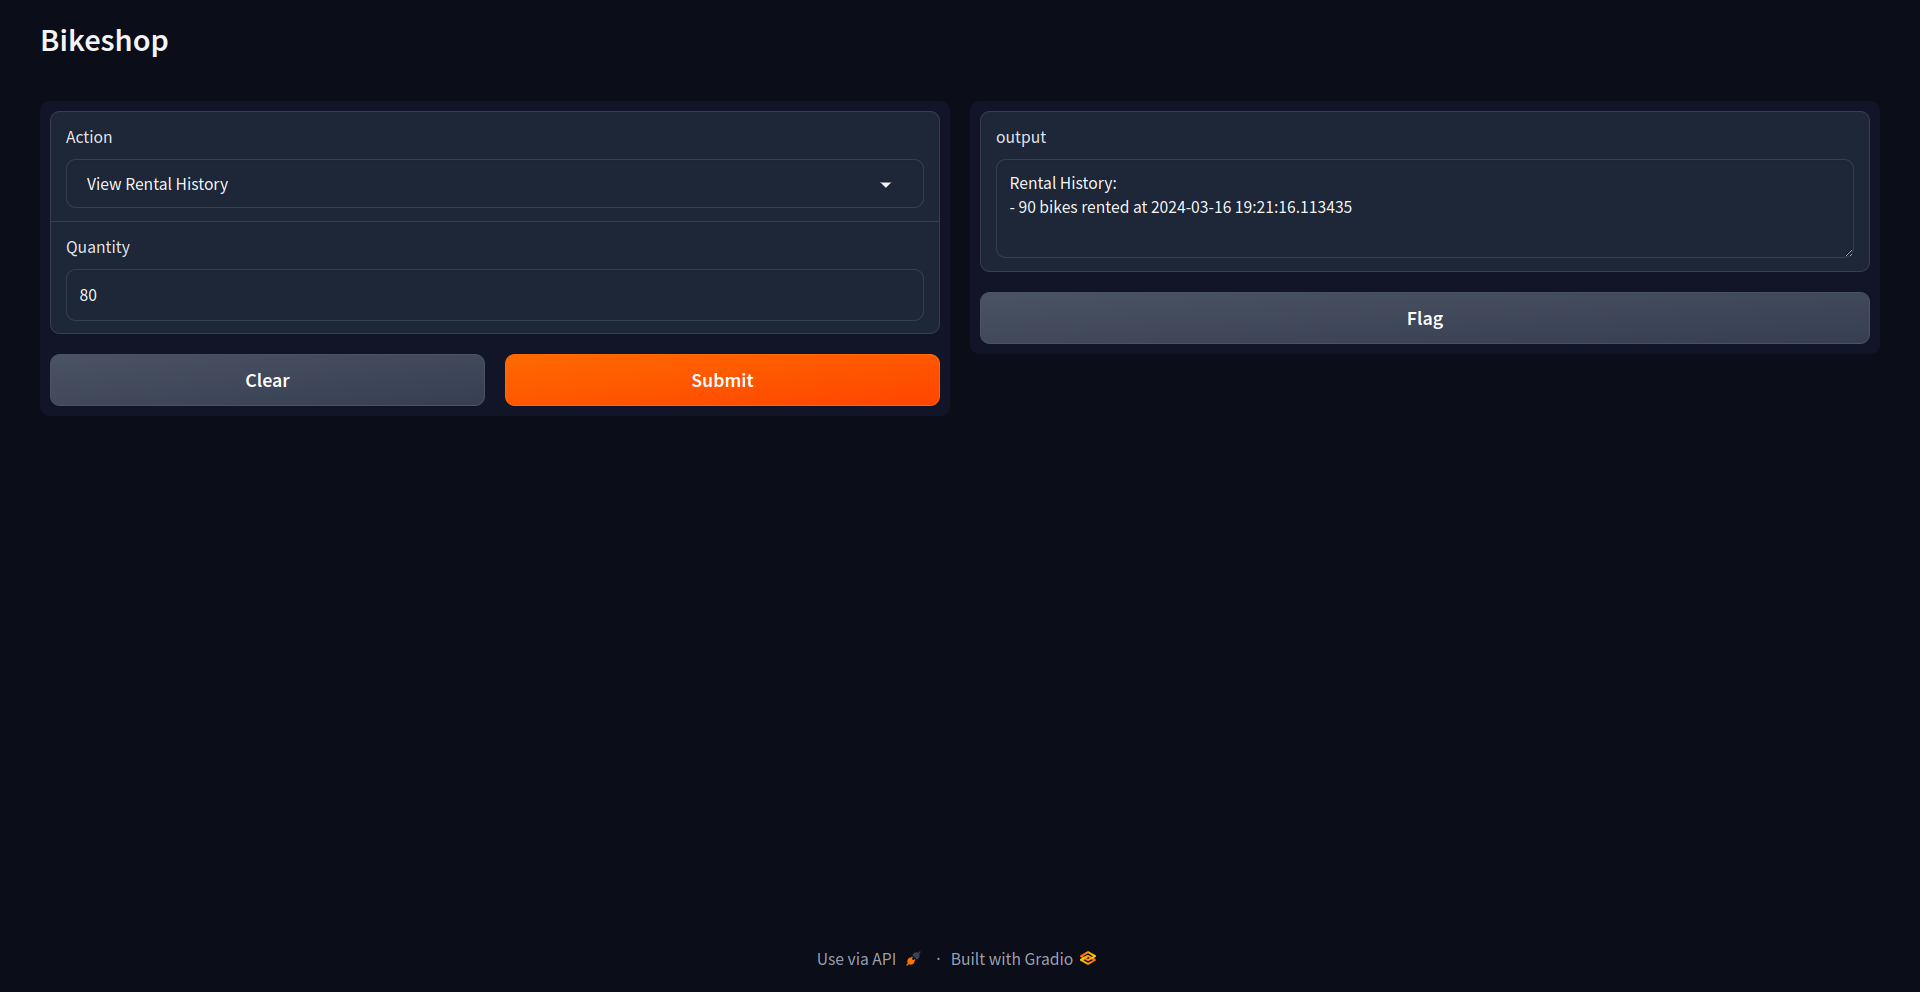 Bikeshop
Action
View Rental History
Quantity
80
Clear
Submit
output
Rental History:
- 90 bikes rented at 2024-03-16 19:21:16.113435
Flag
Use via API · Built with Gradio